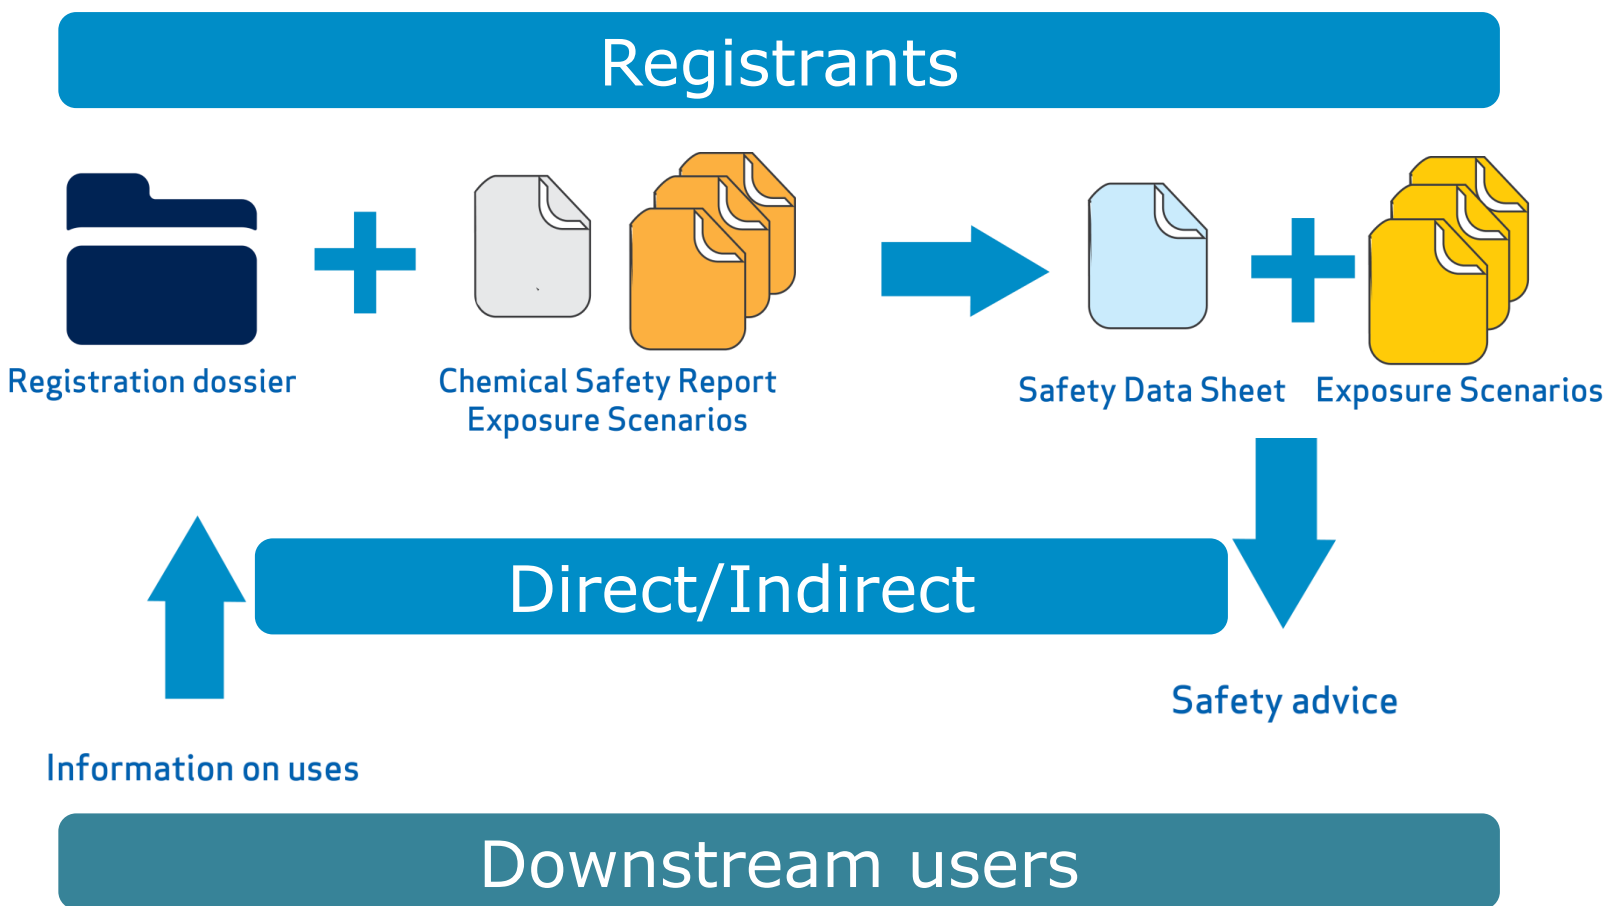 Registrants
Registration dossier
Chemical Safety Report
Exposure Scenarios
Safety Data Sheet
Exposure Scenarios
Direct/Indirect
Safety advice
Information on uses
Downstream users